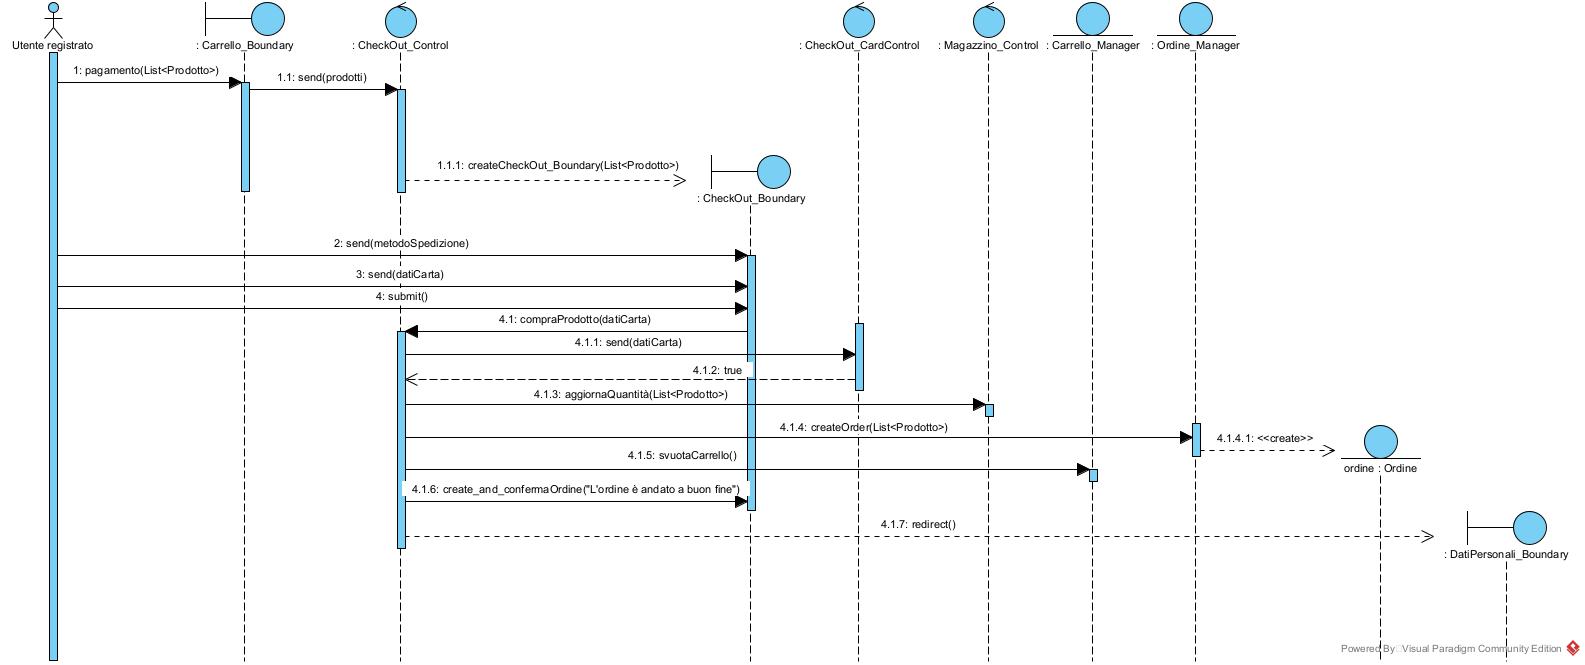 Utente registrato
: Carrello_Boundary
: CheckOut_Control
: CheckOut_CardControl
: Magazzino_Control
: Carrello_Manager
: Ordine_Manager
1: pagamento(List<Prodotto>)
1.1: send(prodotti)
1.1.1: createCheckOut_Boundary(List<Prodotto>)
: CheckOut_Boundary
2: send(metodoSpedizione)
3: send(datiCarta)
4: submit()
4.1: compraProdotto(datiCarta)
4.1.1: send(datiCarta)
4.1.2: true
4.1.3: aggiornaQuantità(List<Prodotto>)
4.1.4: createOrder(List<Prodotto>)
4.1.4.1: <<create>>
ordine : Ordine
4.1.5: svuotaCarrello()
4.1.6: create_and_confermaOrdine("L'ordine è andato a buon fine")
4.1.7: redirect()
: DatiPersonali_Boundary
Powered By Visual Paradigm Community Edition